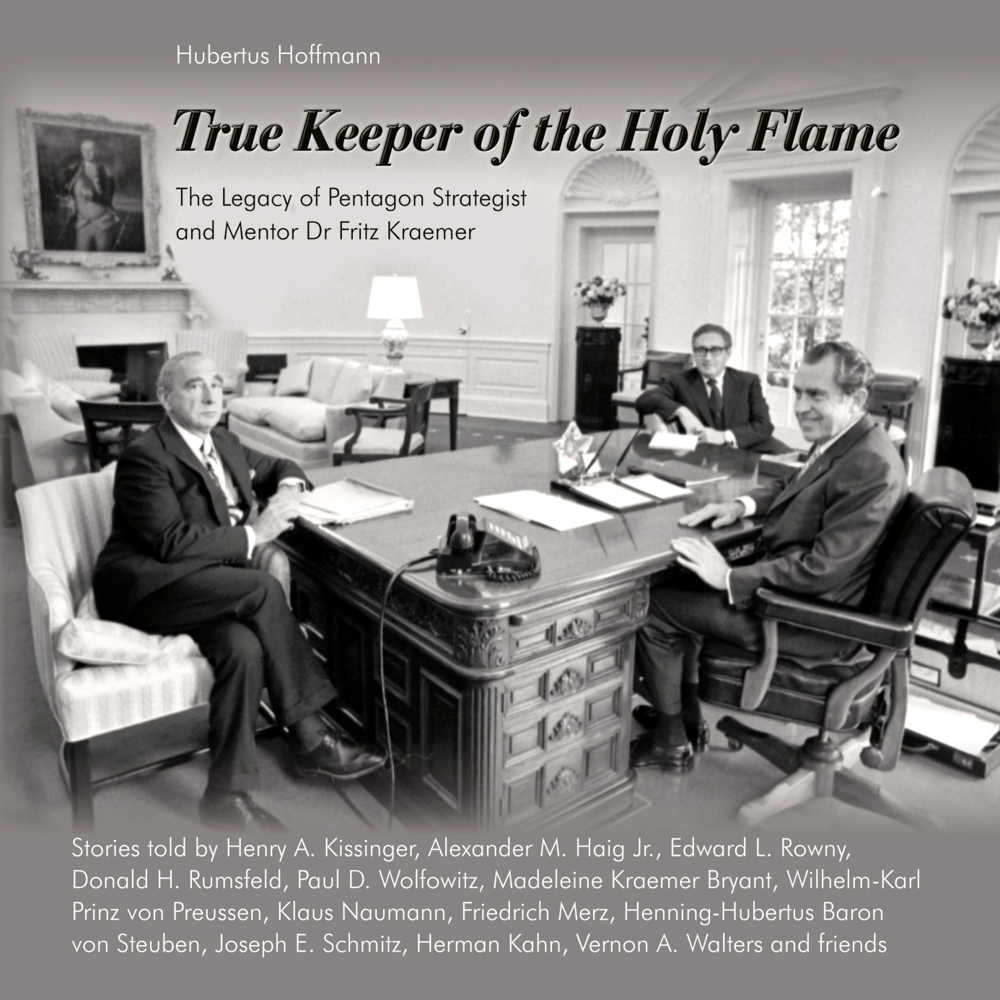 Hubertus Hoffmann
True Keeper of the Holy Flame
The Legacy of Pentagon Strategist
and Mentor Dr Fritz Kraemer
Stories told by Henry A. Kissinger, Alexander M. Haig Jr., Edward L. Rowny,
Donald H. Rumsfeld, Paul D. Wolfowitz, Madeleine Kraemer Bryant, Wilhelm-Karl
Prinz von Preussen, Klaus Naumann, Friedrich Merz, Henning-Hubertus Baron
von Steuben, Joseph E. Schmitz, Herman Kahn, Vernon A. Walters and friends